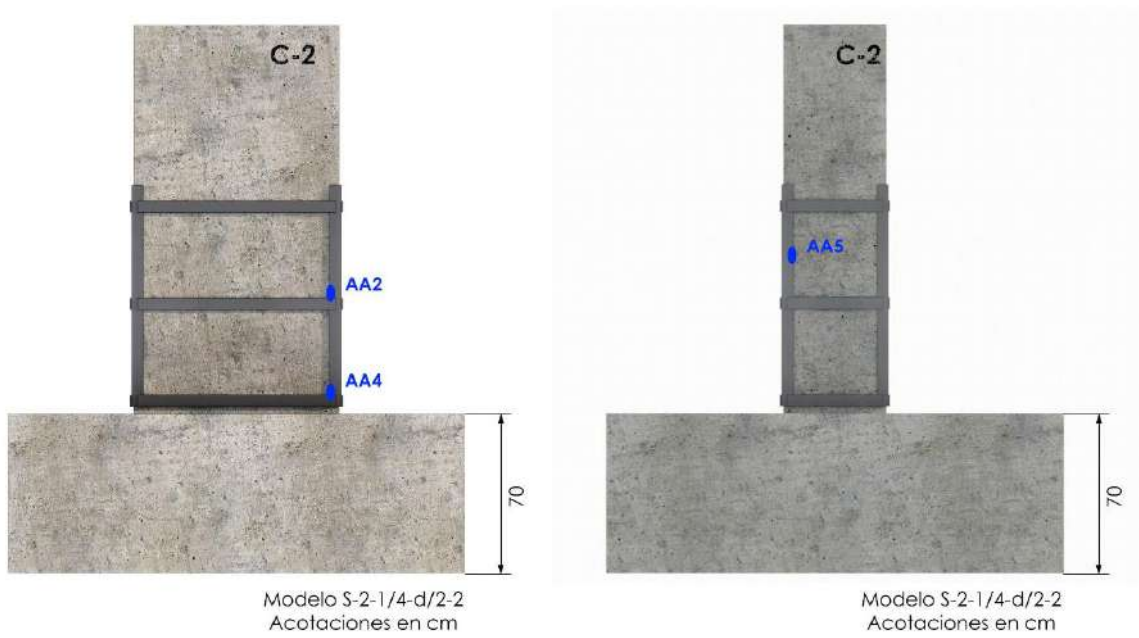 C-2
AA2
AA4
70
Modelo S-2-1/4-d/2-2
Acotaciones en cm
C-2
AA5
70
Modelo S-2-1/4-d/2-2
Acotaciones en cm